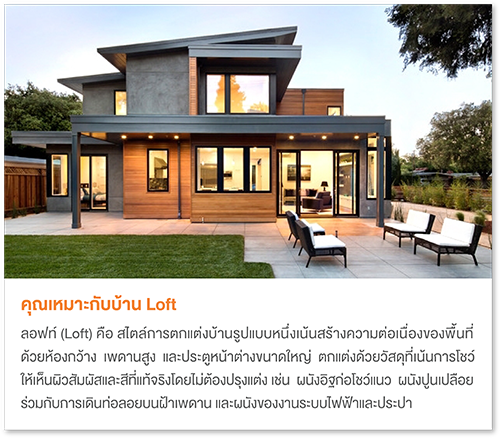 คุณเหมาะกับบ้าน Loft
ลอฟท์ (Loft) คือ สไตล์การตกแต่งบ้านรูปแบบหนึ่งเน้นสร้างความต่อเนื่องของพื้นที่
ด้วยห้องกว้าง เพดานสูง และประตูหน้าต่างขนาดใหญ่ ตกแต่งด้วยวัสดุที่เน้นการโชว์
ให้เห็นผิวสัมผัสและสีที่แท้จริงโดยไม่ต้องปรุงแต่ง เช่น ผนังอิฐก่อโชว์แนว ผนังปูนเปลือย
ร่วมกับการเดินท่อลอยบนฝ้าเพดาน และผนังของงานระบบไฟฟ้าและประปา